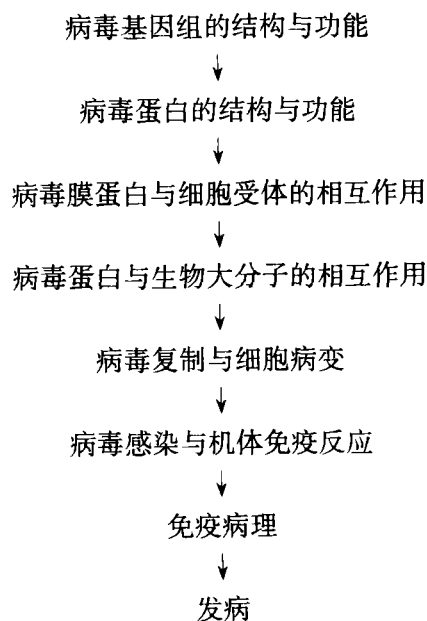 病毒基因组的结构与功能
病毒蛋白的结构与功能
病毒膜蛋白与细胞受体的相互作用
病毒蛋白与生物大分子的相互作用
病毒复制与细胞病变
病毒感染与机体免疫反应
免疫病理
发病